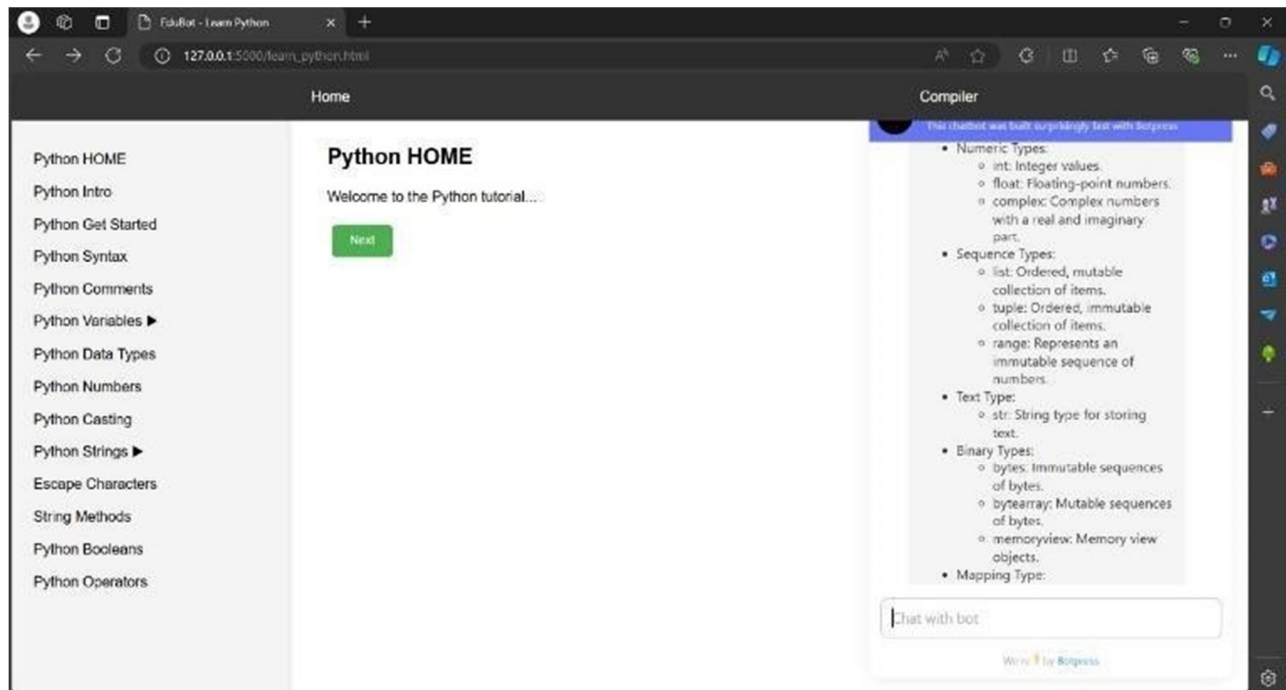 EduBot - Learn Python
127.0.0.1:5000/learn_python.html
Home
Compiler
Python HOME
Python Intro
Python Get Started
Python Syntax
Python Comments
Python Variables ▶
Python Data Types
Python Numbers
Python Casting
Python Strings ▶
Escape Characters
String Methods
Python Booleans
Python Operators
Python HOME
Welcome to the Python tutorial...
Next
This chatbot was built surprisingly fast with Botpress
• Numeric Types:
◦ int: Integer values.
◦ float: Floating-point numbers.
◦ complex: Complex numbers
with a real and imaginary
part.
• Sequence Types:
◦ list: Ordered, mutable
collection of items.
◦ tuple: Ordered, immutable
collection of items.
◦ range: Represents an
immutable sequence of
numbers.
• Text Type:
◦ str: String type for storing
text.
• Binary Types:
◦ bytes: Immutable sequences
of bytes.
◦ bytearray: Mutable sequences
of bytes.
◦ memoryview: Memory view
objects.
• Mapping Type:
Chat with bot
by Botpress